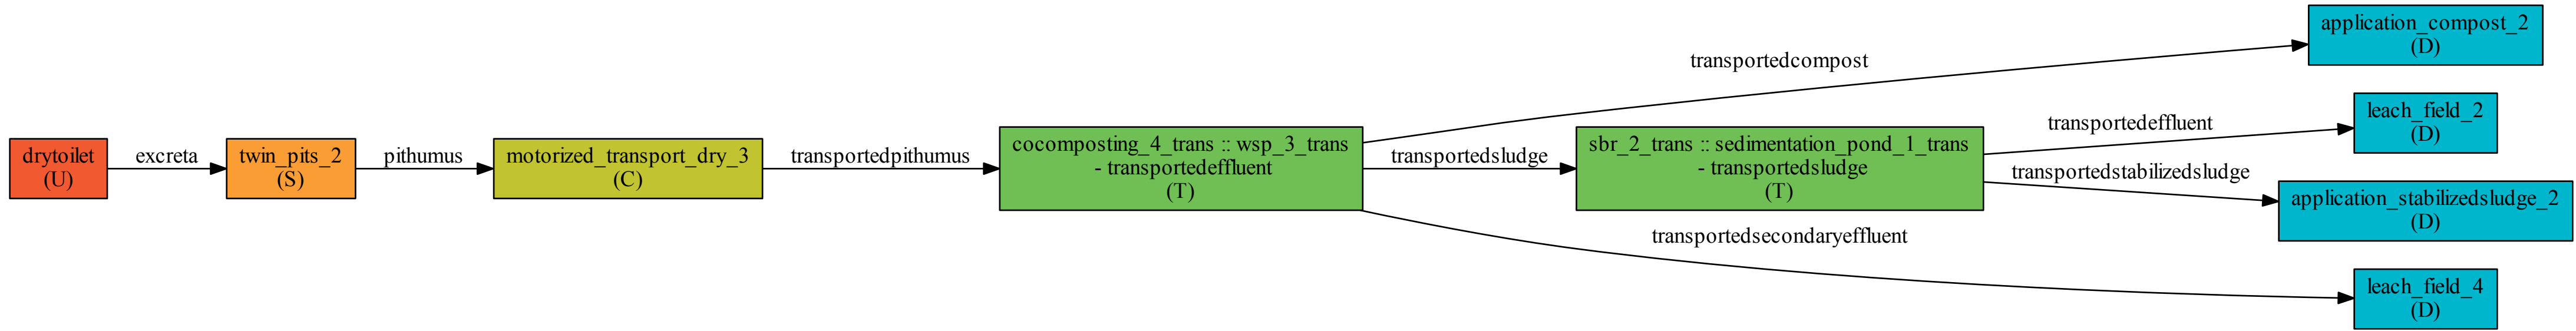 drytoilet
(U)
excreta
twin_pits_2
(S)
pithumus
motorized_transport_dry_3
(C)
transportedpithumus
cocomposting_4_trans :: wsp_3_trans
- transportedeffluent
(T)
transportedcompost
transportedsludge
transportedsecondaryeffluent
sbr_2_trans :: sedimentation_pond_1_trans
- transportedsludge
(T)
transportedeffluent
transportedstabilizedsludge
application_compost_2
(D)
leach_field_2
(D)
application_stabilizedsludge_2
(D)
leach_field_4
(D)